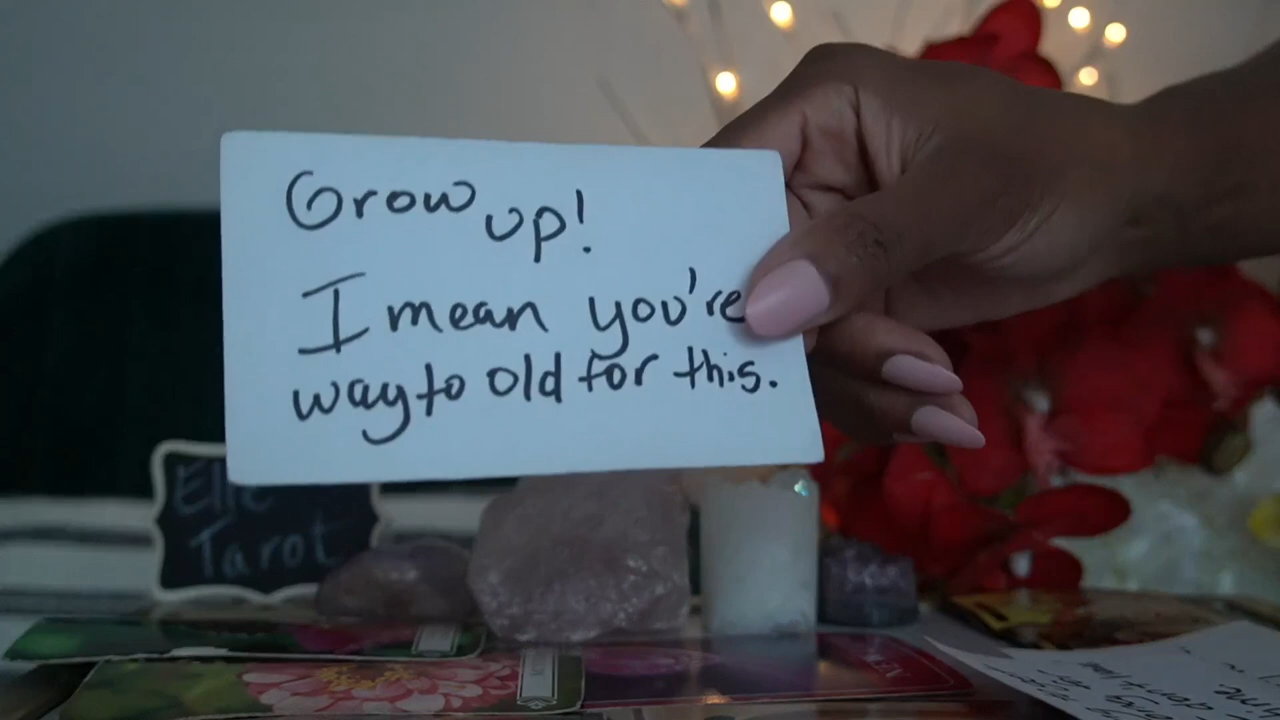 Grow up!
I mean you're
way to old for this.
Elle
Tarot